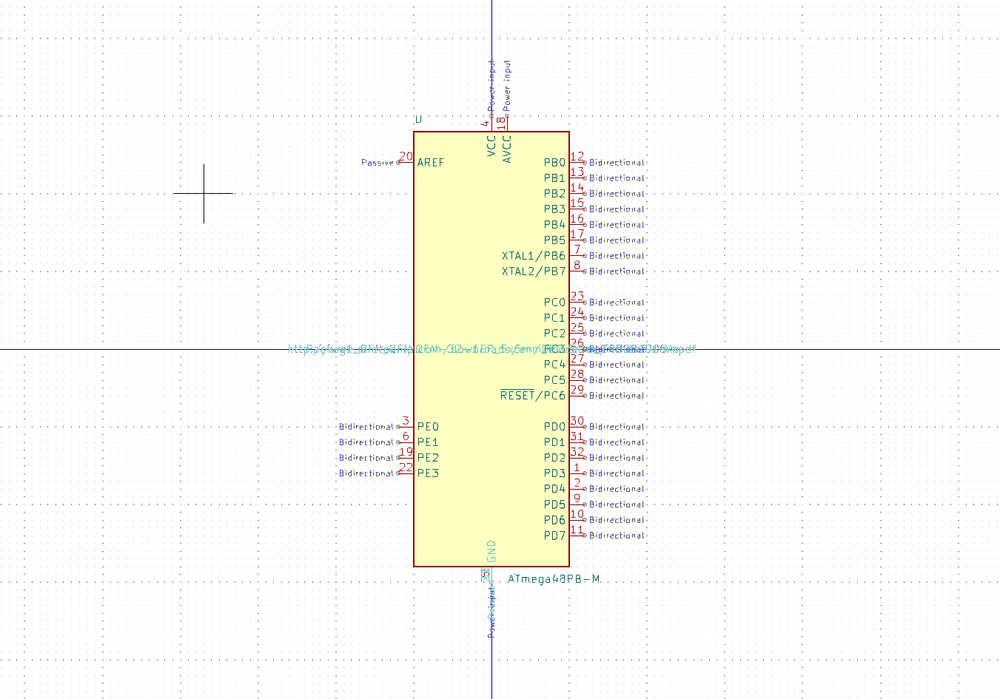 Power input
Power input
U
4
18
VCC
AVCC
Passive 20 AREF
PB0 12 Bidirectional
PB1 13 Bidirectional
PB2 14 Bidirectional
PB3 15 Bidirectional
PB4 16 Bidirectional
PB5 17 Bidirectional
XTAL1/PB6 7 Bidirectional
XTAL2/PB7 8 Bidirectional
PC0 23 Bidirectional
PC1 24 Bidirectional
PC2 25 Bidirectional
26
PC4 27 Bidirectional
PC5 28 Bidirectional
RESET/PC6 29 Bidirectional
Bidirectional 3 PE0
PD0 30 Bidirectional
Bidirectional 6 PE1
PD1 31 Bidirectional
Bidirectional 19 PE2
PD2 32 Bidirectional
Bidirectional 22 PE3
PD3 1 Bidirectional
PD4 2 Bidirectional
PD5 9 Bidirectional
PD6 10 Bidirectional
PD7 11 Bidirectional
GND
ATmega48PB-M
Power input